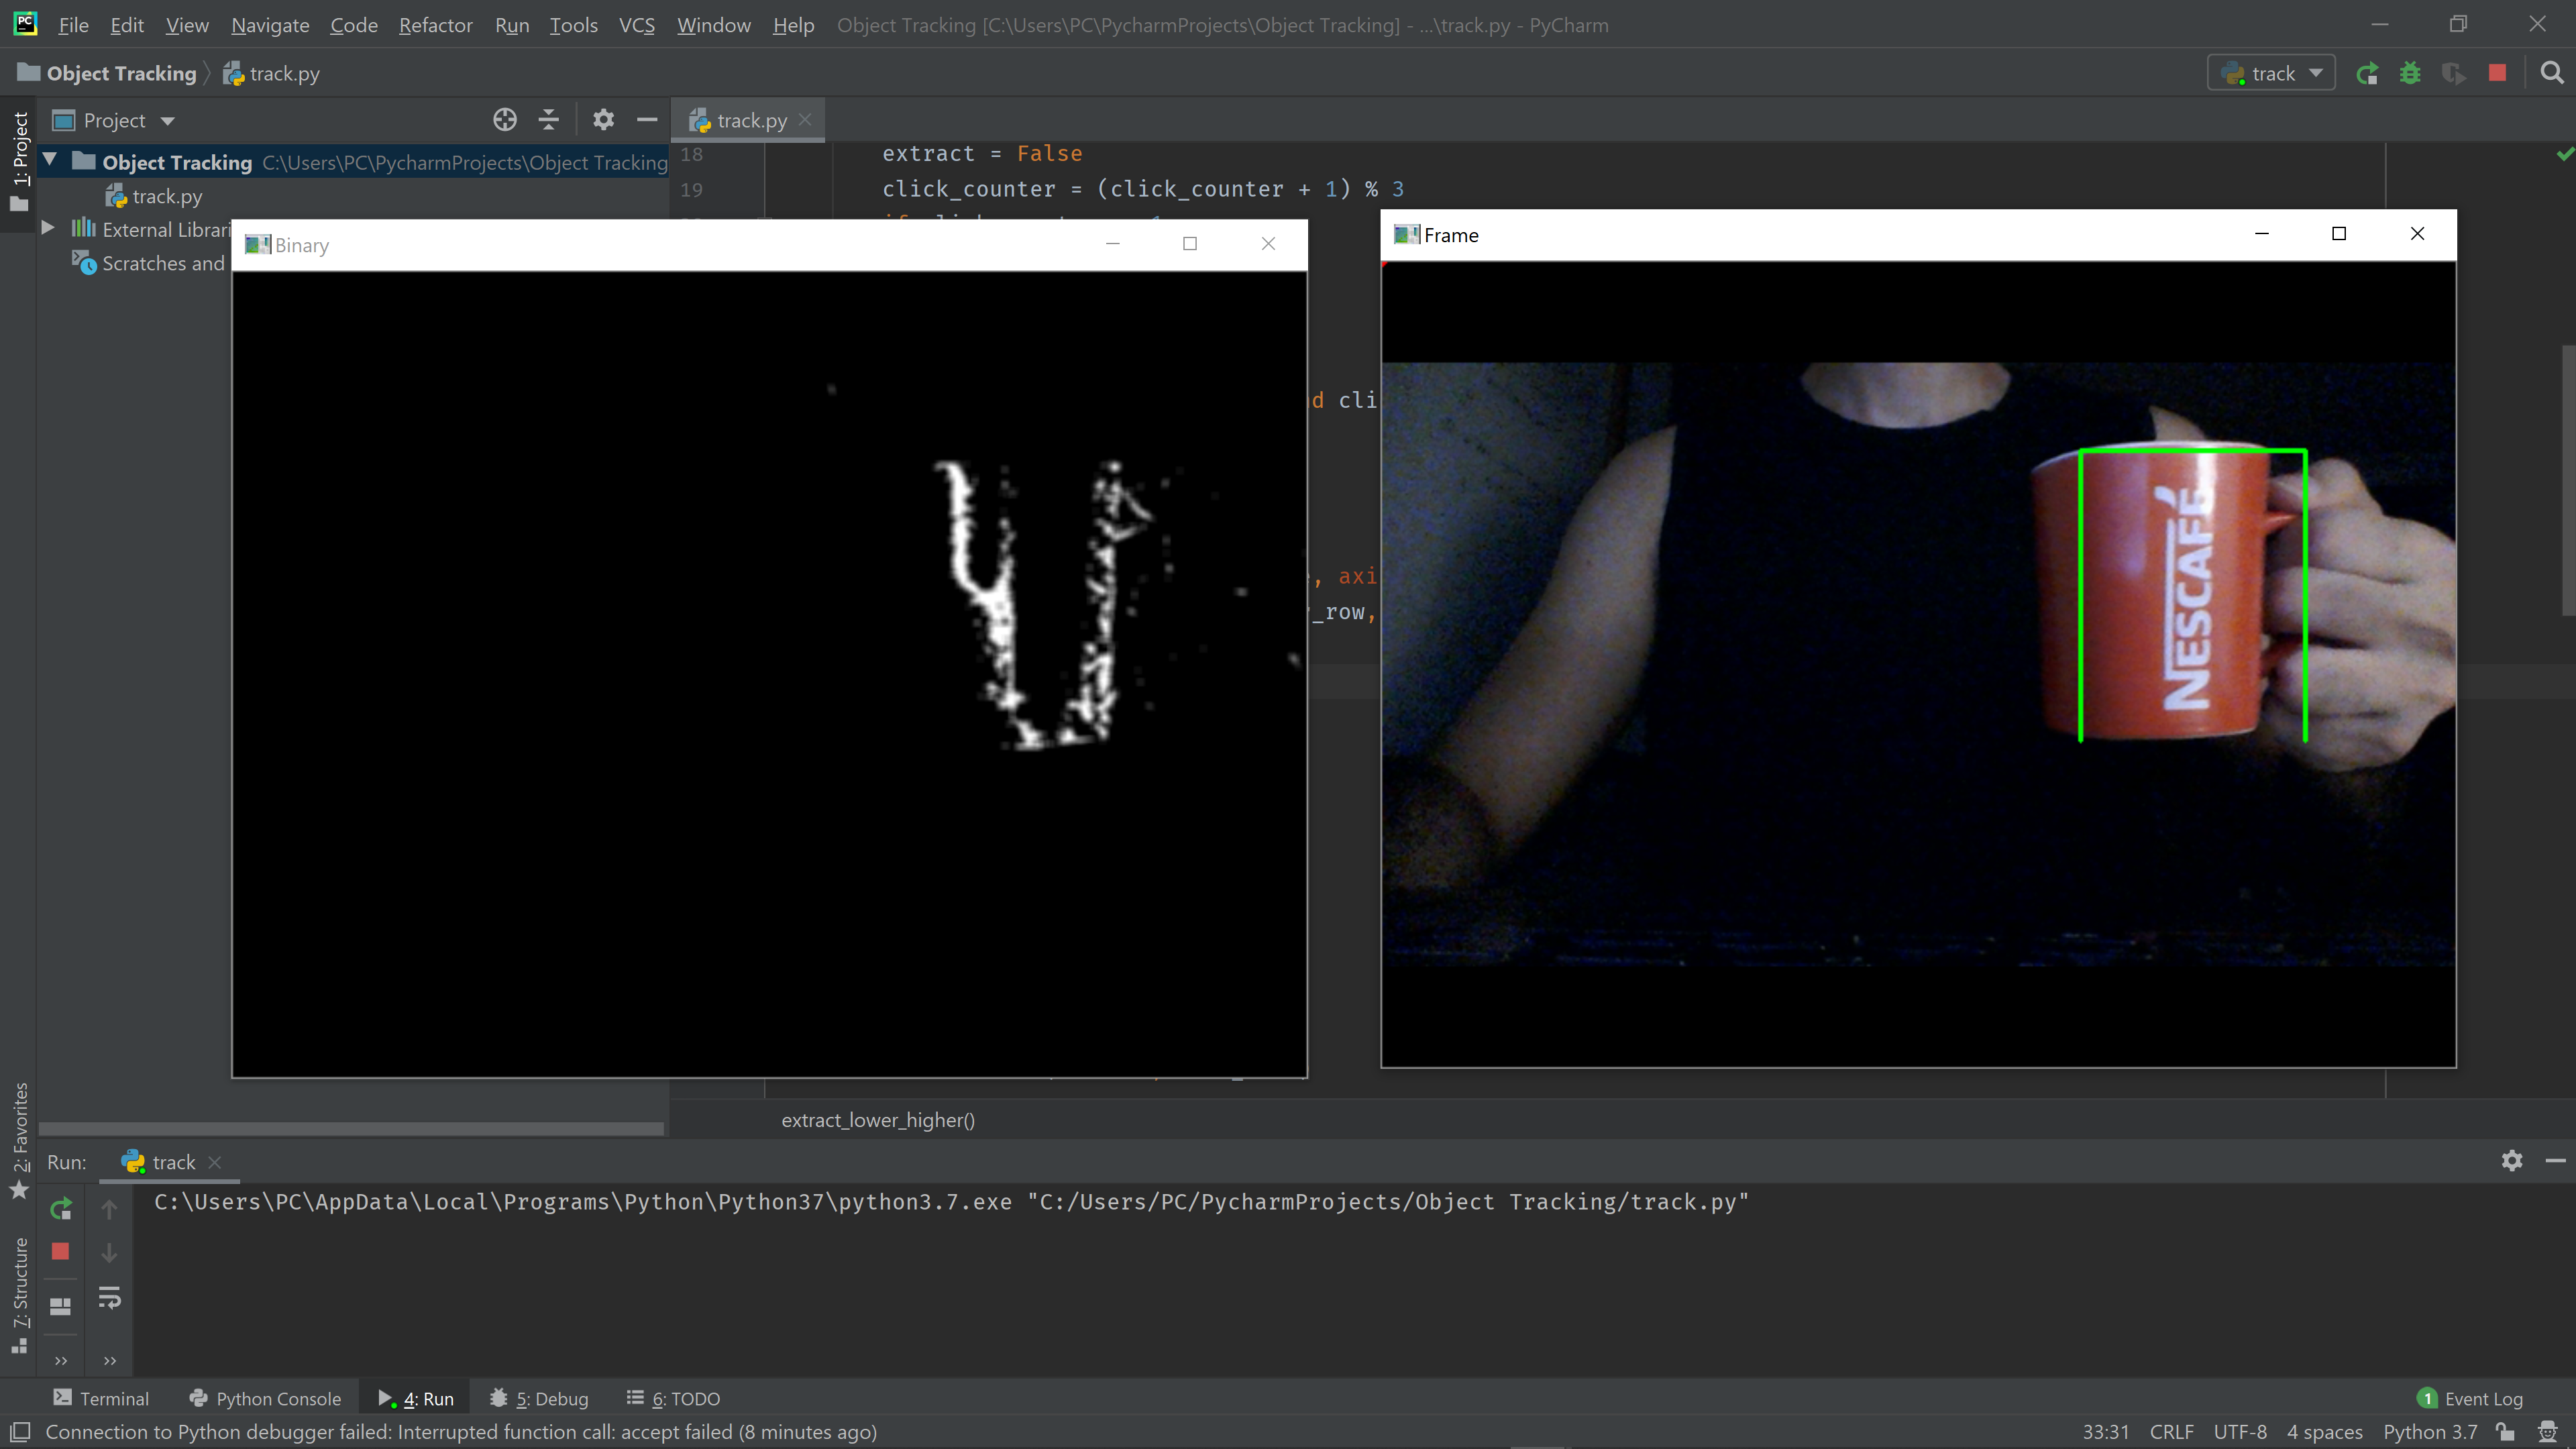 PC File Edit View Navigate Code Refactor Run Tools VCS Window Help Object Tracking [C:\Users\PC\PycharmProjects\Object Tracking] - ...\track.py - PyCharm
Object Tracking track.py track
1: Project
Project
track.py
Object Tracking C:\Users\PC\PycharmProjects\Object Tracking
track.py
External Librari
Scratches and
18 extract = False
19 click_counter = (click_counter + 1) % 3
Binary
Frame
d cli
, axi
_row,
NESCAFÉ
extract_lower_higher()
2: Favorites
7: Structure
Run: track
C:\Users\PC\AppData\Local\Programs\Python\Python37\python3.7.exe "C:/Users/PC/PycharmProjects/Object Tracking/track.py"
Terminal Python Console 4: Run 5: Debug 6: TODO 1 Event Log
Connection to Python debugger failed: Interrupted function call: accept failed (8 minutes ago) 33:31 CRLF UTF-8 4 spaces Python 3.7